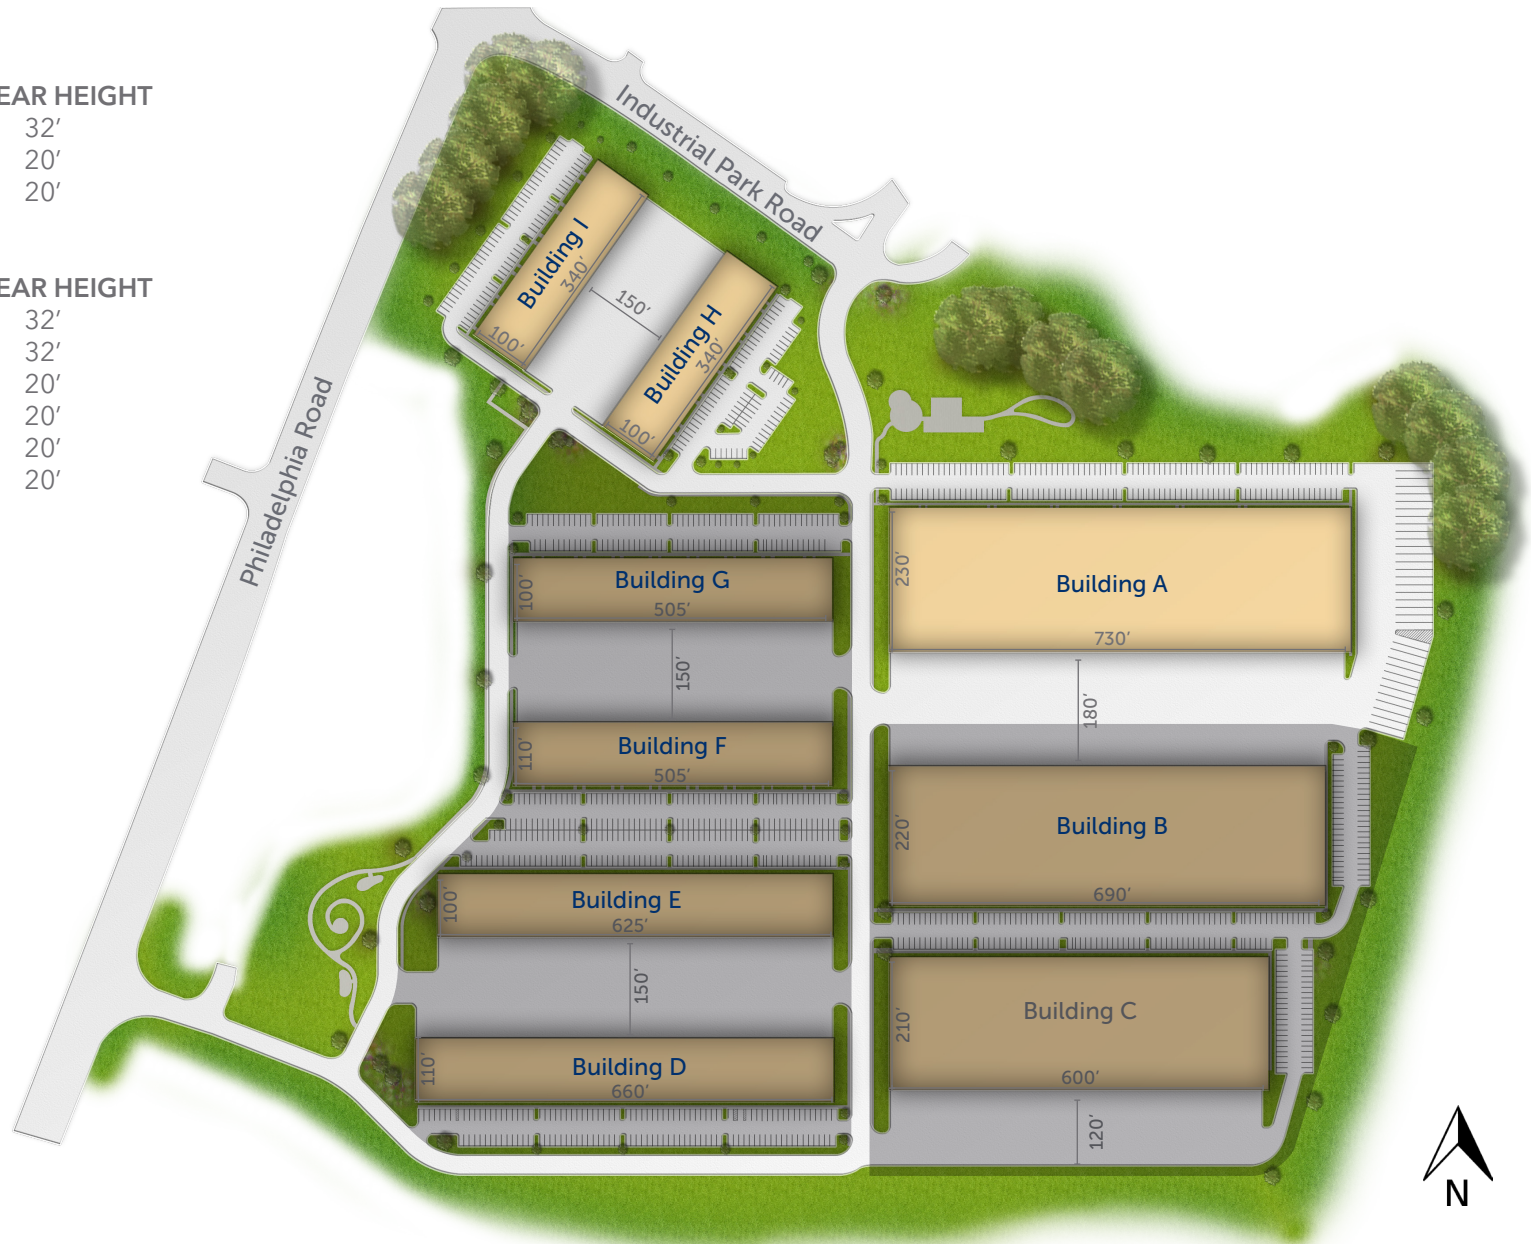 EAR HEIGHT
32′
20′
20′
EAR HEIGHT
32′
32′
20′
20′
20′
20′
Industrial Park Road
Philadelphia Road
Building I
340′
100′
150′
Building H
340′
100′
Building G
100′
505′
150′
Building F
110′
505′
Building E
100′
625′
150′
Building D
110′
660′
Building A
230′
730′
180′
Building B
220′
690′
Building C
210′
600′
120′
N